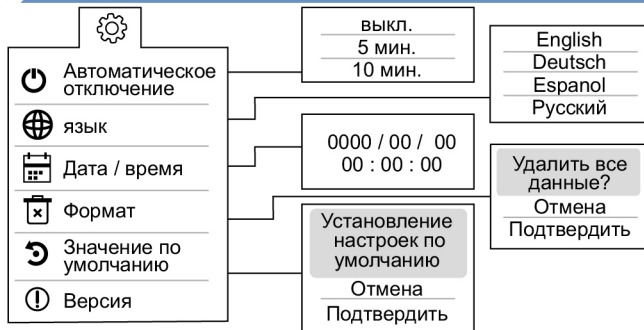 Автоматическое
отключение
язык
Дата / время
Формат
Значение по
умолчанию
Версия
выкл.
5 мин.
10 мин.
English
Deutsch
Espanol
Русский
0000 / 00 / 00
00 : 00 : 00
Удалить все
данные?
Отмена
Подтвердить
Установление
настроек по
умолчанию
Отмена
Подтвердить